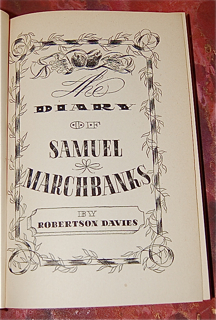 The
DIARY
OF
SAMUEL
MARCHBANKS
BY
ROBERTSON DAVIES